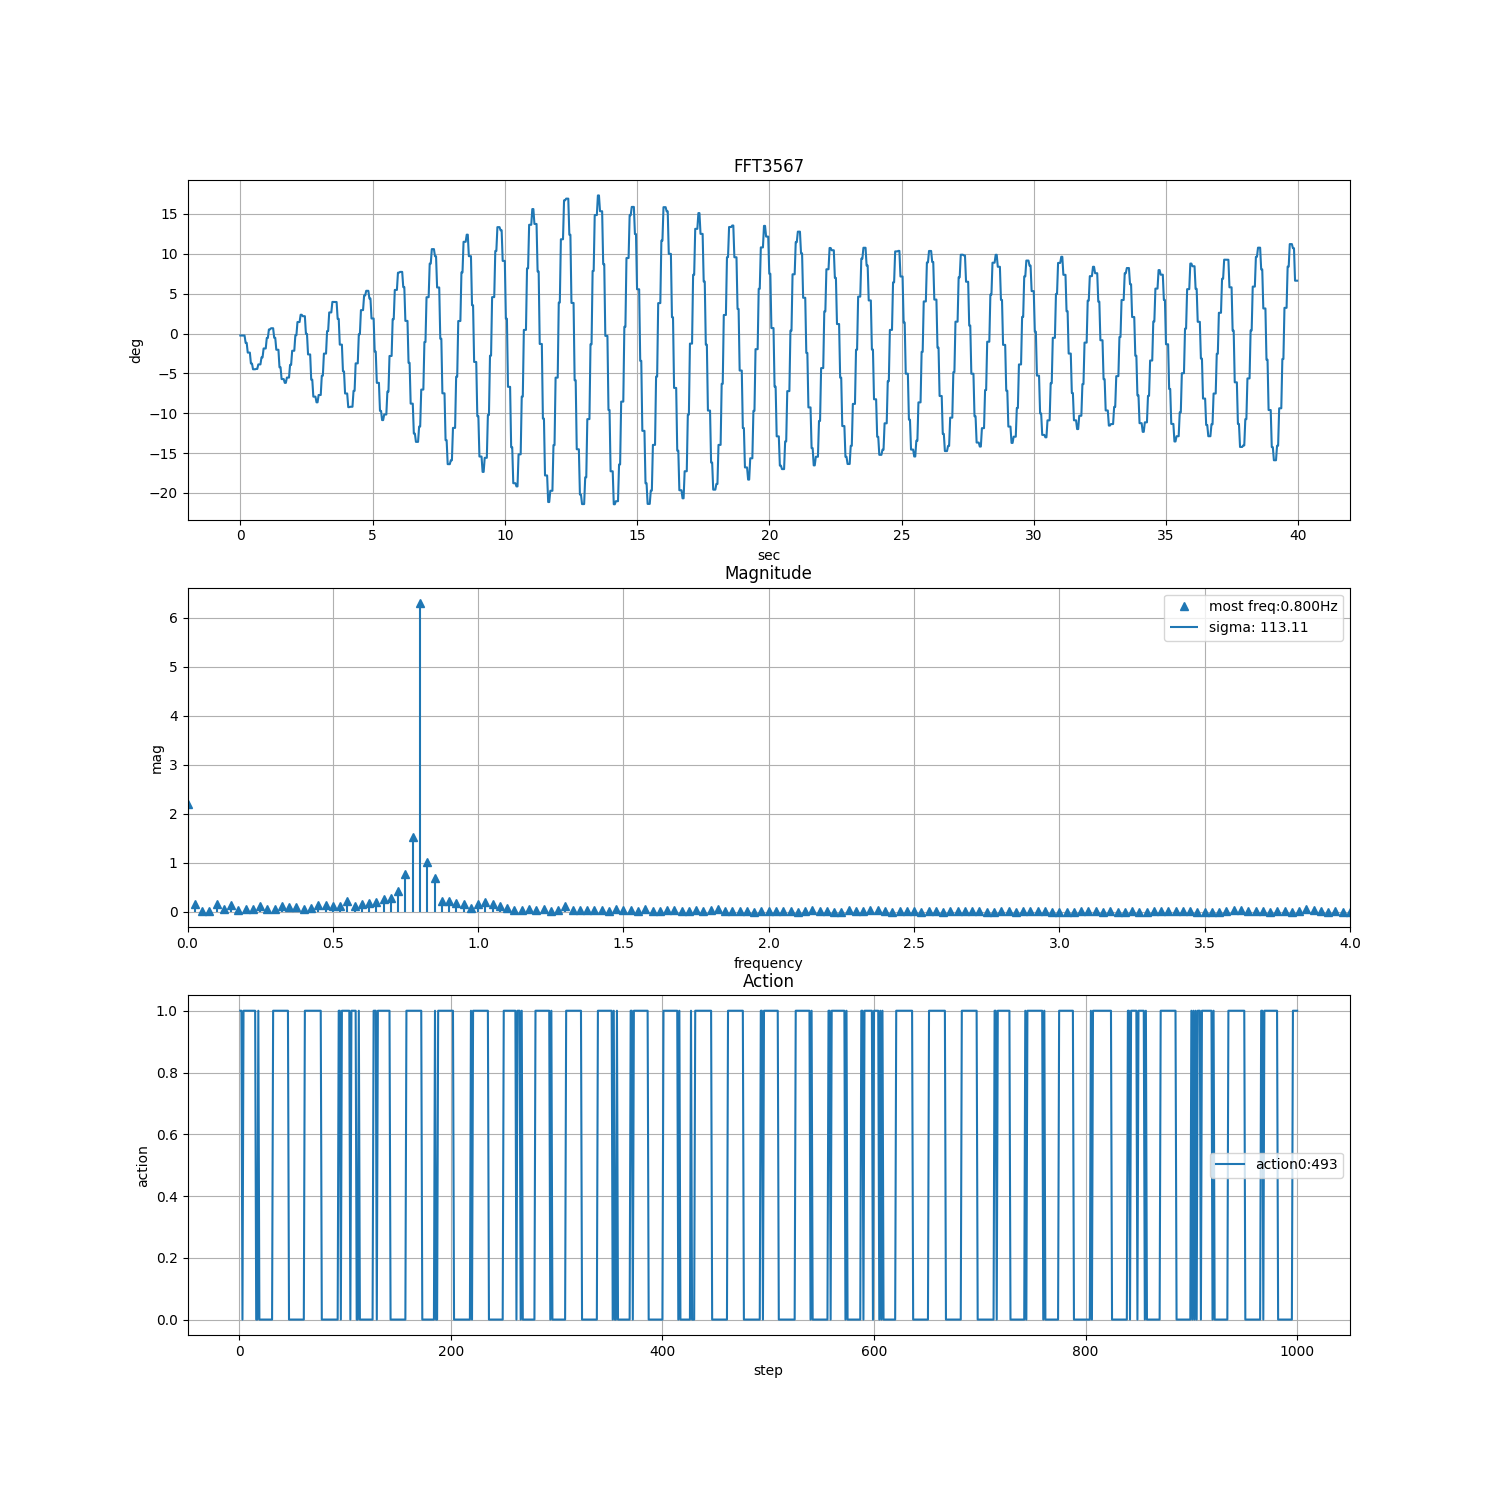 FFT3567
15
10
5
0
−5
−10
−15
−20
deg
0 5 10 15 20 25 30 35 40
sec
Magnitude
most freq:0.800Hz
sigma: 113.11
6
5
4
3
2
1
0
mag
0.0 0.5 1.0 1.5 2.0 2.5 3.0 3.5 4.0
frequency
Action
1.0
0.8
0.6
0.4
0.2
0.0
action
action0:493
0 200 400 600 800 1000
step